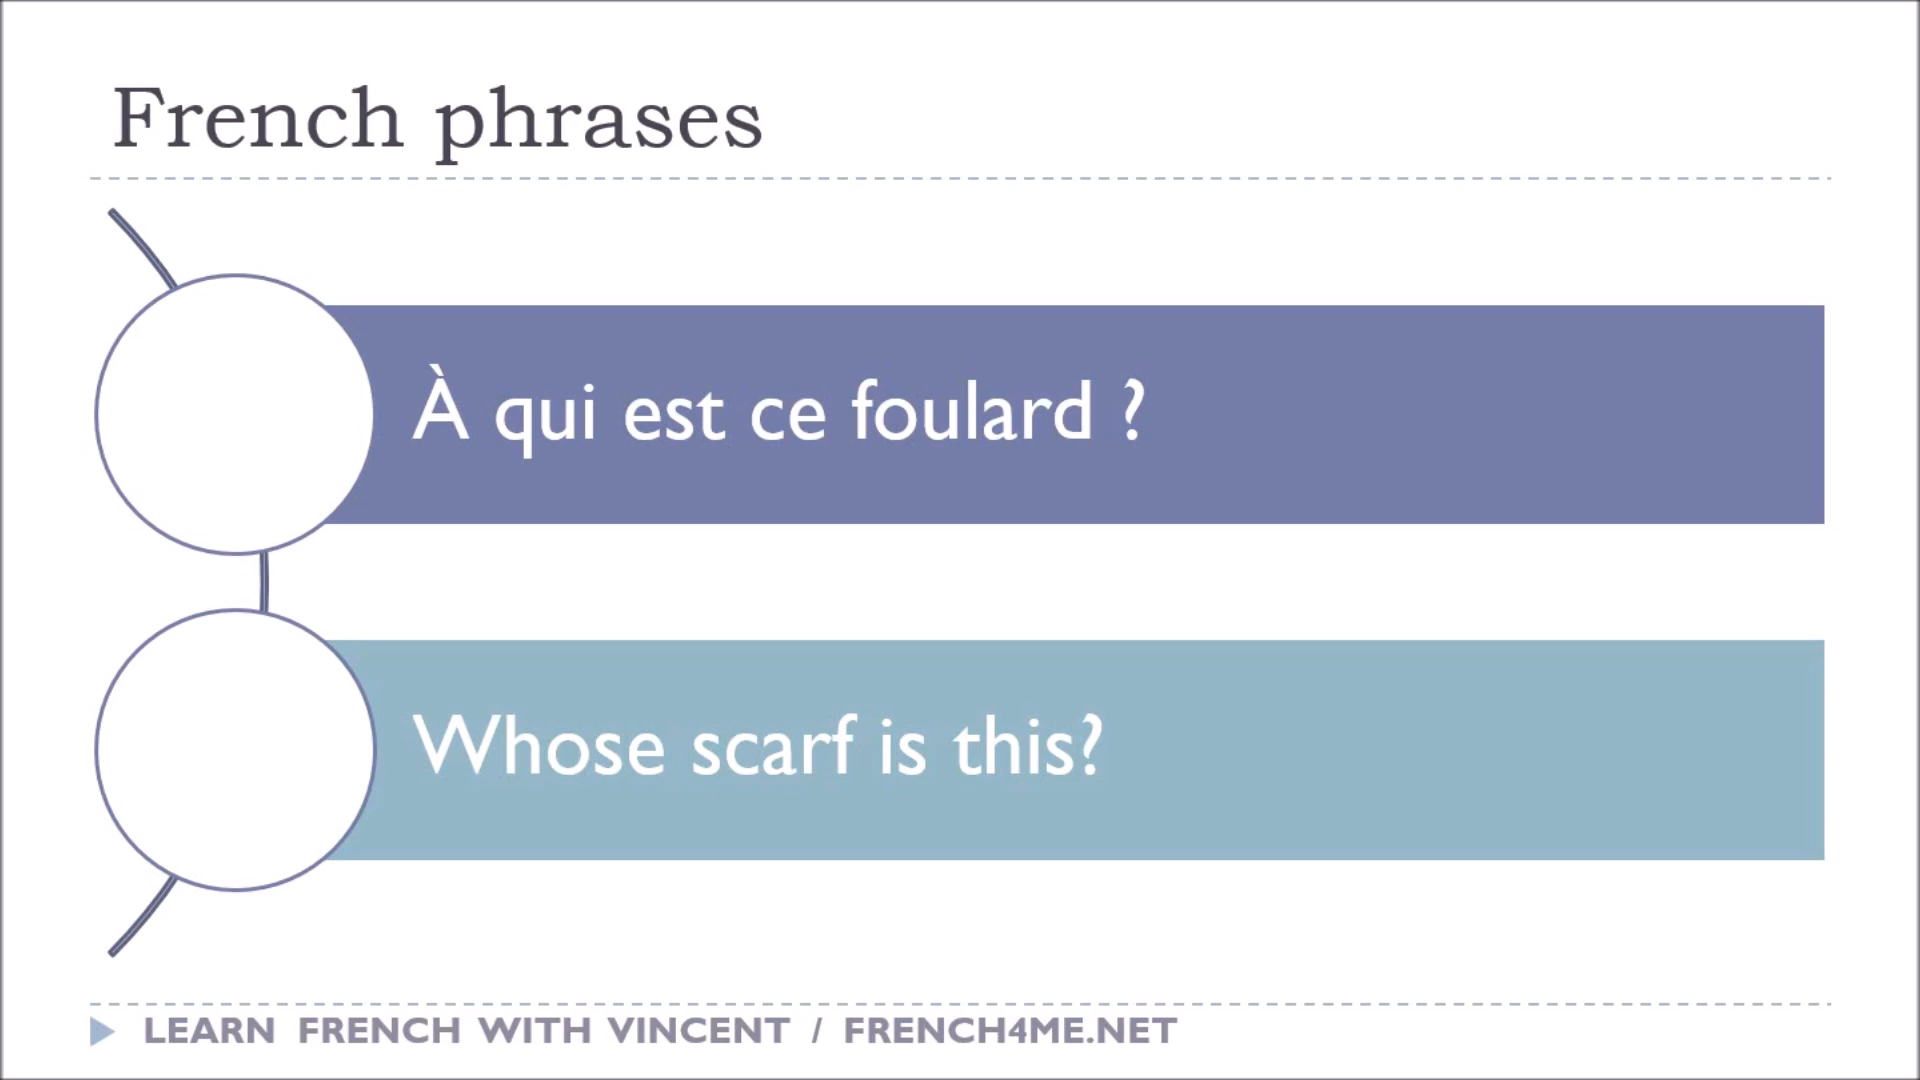 French phrases
À qui est ce foulard ?
Whose scarf is this?
LEARN FRENCH WITH VINCENT / FRENCH4ME.NET